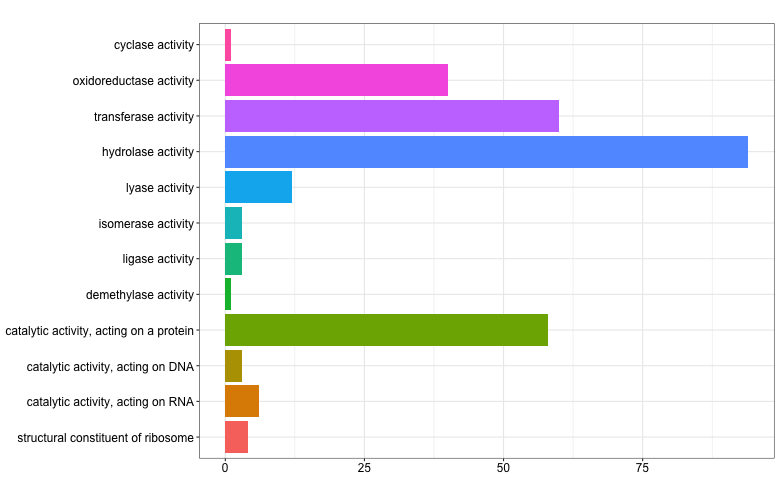 cyclase activity
oxidoreductase activity
transferase activity
hydrolase activity
lyase activity
isomerase activity
ligase activity
demethylase activity
catalytic activity, acting on a protein
catalytic activity, acting on DNA
catalytic activity, acting on RNA
structural constituent of ribosome
0 25 50 75